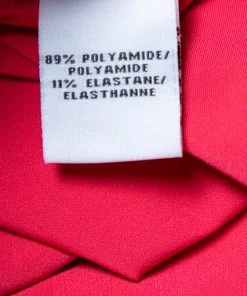 89% POLYAMIDE/
POLYAMIDE
11% ELASTANE/
ELASTHANNE